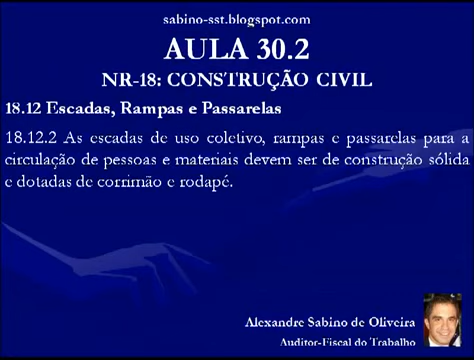 sabino-sst.blogspot.com
AULA 30.2
NR-18: CONSTRUÇÃO CIVIL
18.12 Escadas, Rampas e Passarelas
18.12.2 As escadas de uso coletivo, rampas e passarelas para a
circulação de pessoas e materiais devem ser de construção sólida
e dotadas de corrimão e rodapé.
Alexandre Sabino de Oliveira
Auditor-Fiscal do Trabalho